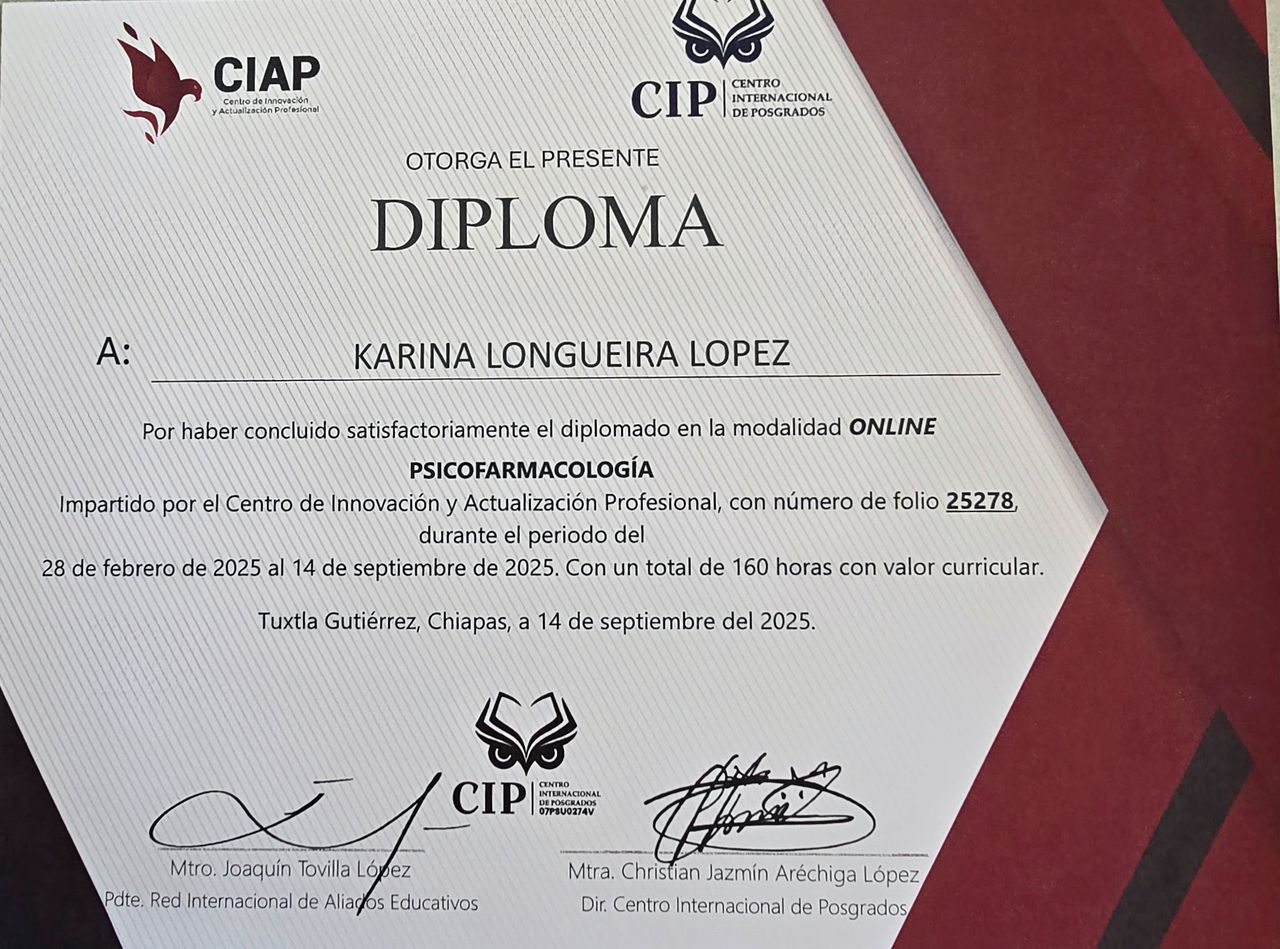 CIAP
Centro de Innovación
y Actualización Profesional
CIP
CENTRO
INTERNACIONAL
DE POSGRADOS
OTORGA EL PRESENTE
DIPLOMA
A: KARINA LONGUEIRA LOPEZ
Por haber concluido satisfactoriamente el diplomado en la modalidad ONLINE
PSICOFARMACOLOGÍA
Impartido por el Centro de Innovación y Actualización Profesional, con número de folio 25278,
durante el periodo del
28 de febrero de 2025 al 14 de septiembre de 2025. Con un total de 160 horas con valor curricular.
Tuxtla Gutiérrez, Chiapas, a 14 de septiembre del 2025.
CIP
CENTRO
INTERNACIONAL
DE POSGRADOS
07PSU0274V
Mtro. Joaquín Tovilla López
Pdte. Red Internacional de Aliados Educativos
Mtra. Christian Jazmín Aréchiga López
Dir. Centro Internacional de Posgrados